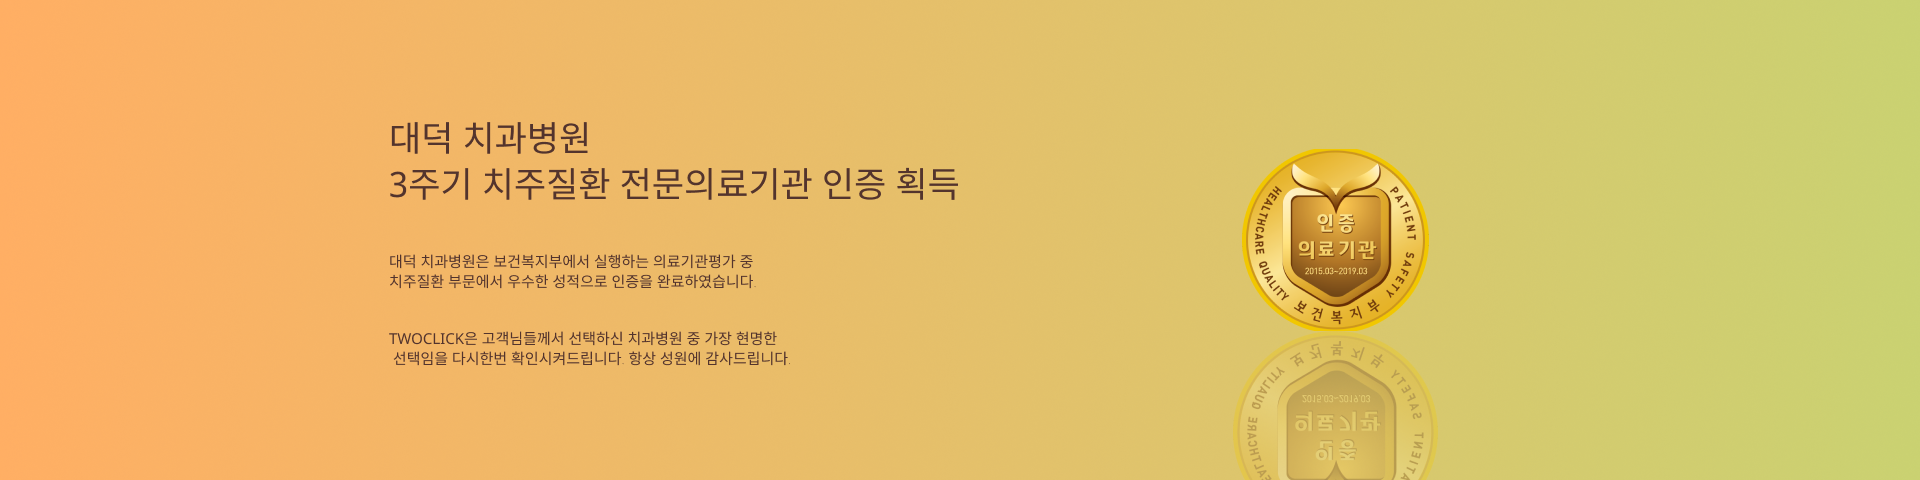 대덕 치과병원
3주기 치주질환 전문의료기관 인증 획득
대덕 치과병원은 보건복지부에서 실행하는 의료기관평가 중
치주질환 부문에서 우수한 성적으로 인증을 완료하였습니다.
TWOCLICK은 고객님들께서 선택하신 치과병원 중 가장 현명한
선택임을 다시한번 확인시켜드립니다. 항상 성원에 감사드립니다.
HEALTHCARE QUALITY
PATIENT SAFETY
인증
의료기관
2015.03~2019.03
보건복지부